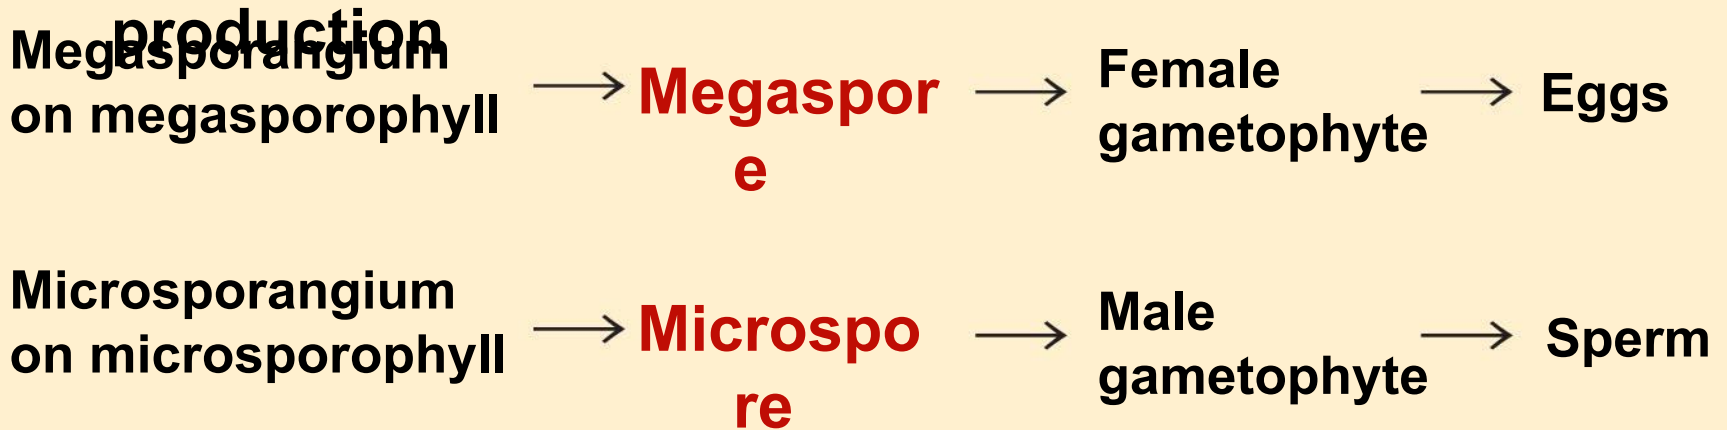 production
Megasporangium
on megasporophyll
Megaspor
e
Female
gametophyte
Eggs
Microsporangium
on microsporophyll
Microspo
re
Male
gametophyte
Sperm